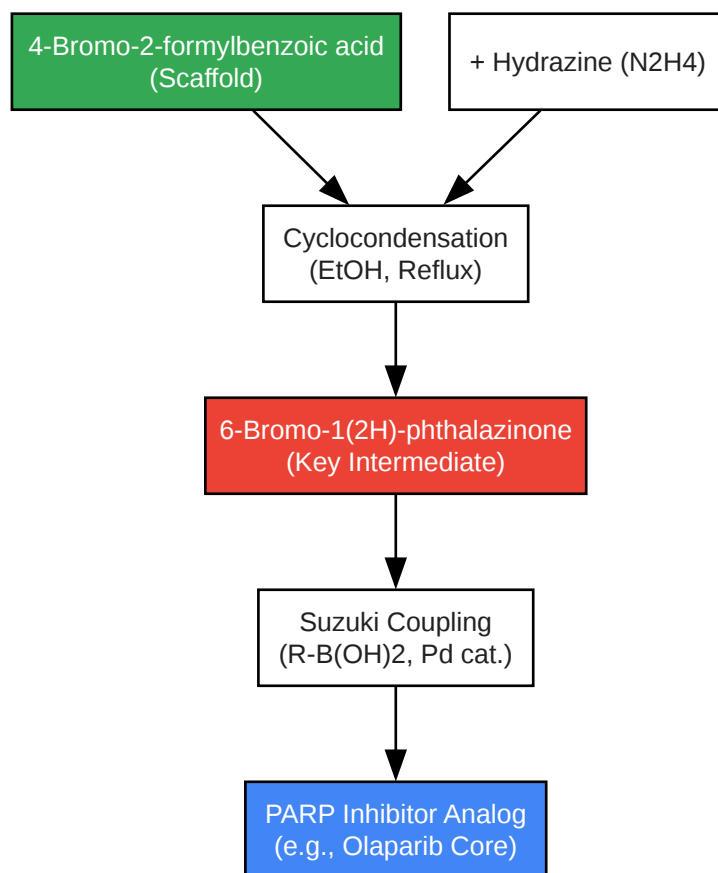 4-Bromo-2-formylbenzoic acid
(Scaffold)
+ Hydrazine (N2H4)
Cyclocondensation
(EtOH, Reflux)
6-Bromo-1(2H)-phthalazinone
(Key Intermediate)
Suzuki Coupling
(R-B(OH)2, Pd cat.)
PARP Inhibitor Analog
(e.g., Olaparib Core)